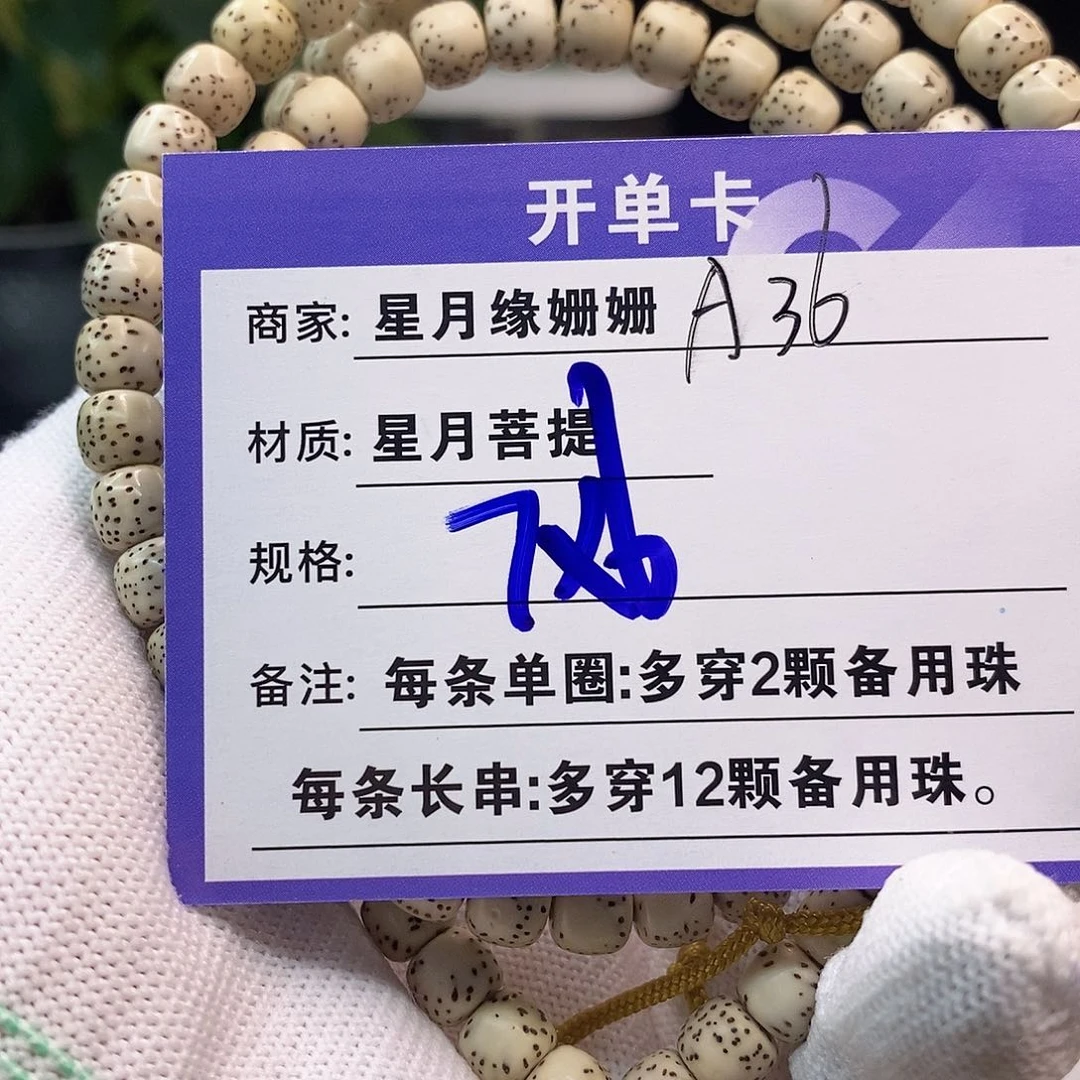 开单卡
商家: 星月缘姗姗 A36
材质: 星月菩提
规格: 7x6
备注: 每条单圈:多穿2颗备用珠
每条长串:多穿12颗备用珠。